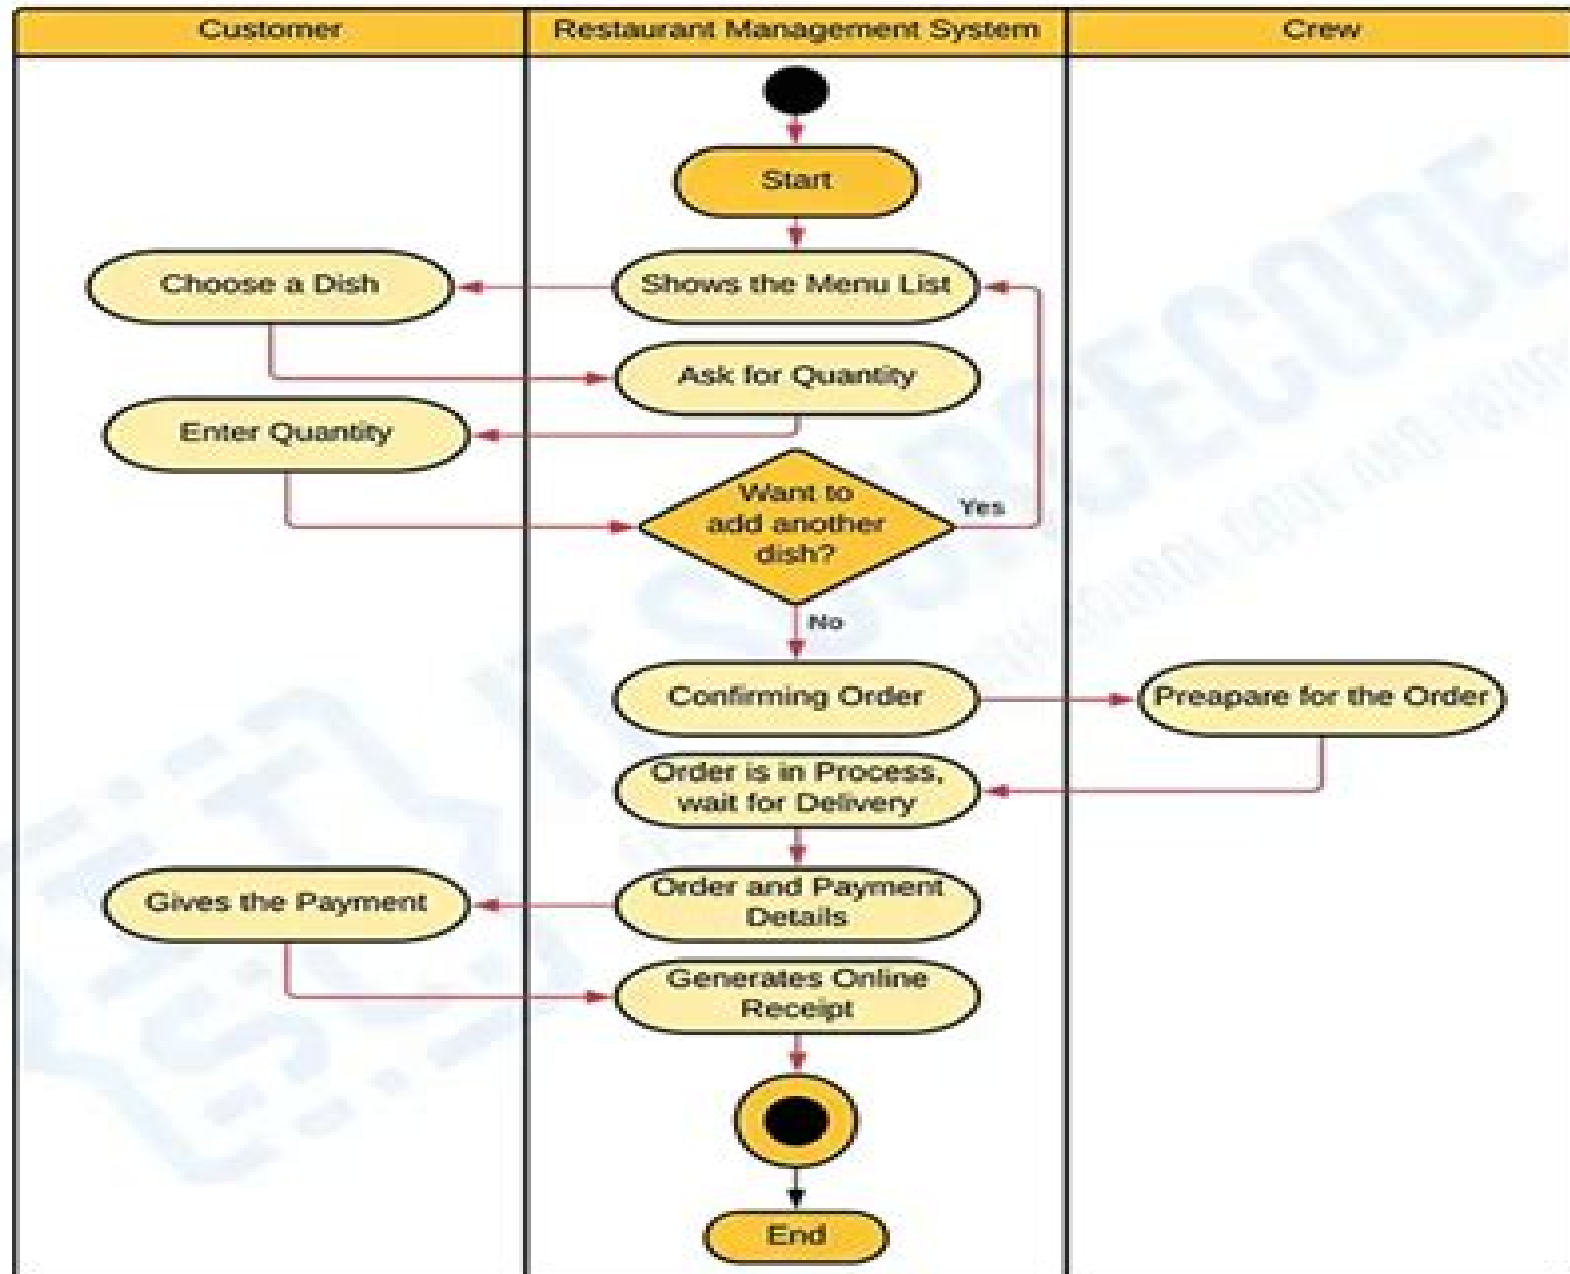 Customer
Restaurant Management System
Crew
Start
Shows the Menu List
Choose a Dish
Ask for Quantity
Enter Quantity
Want to
add another
dish?
Yes
No
Confirming Order
Preapare for the Order
Order is in Process,
wait for Delivery
Order and Payment
Details
Gives the Payment
Generates Online
Receipt
End